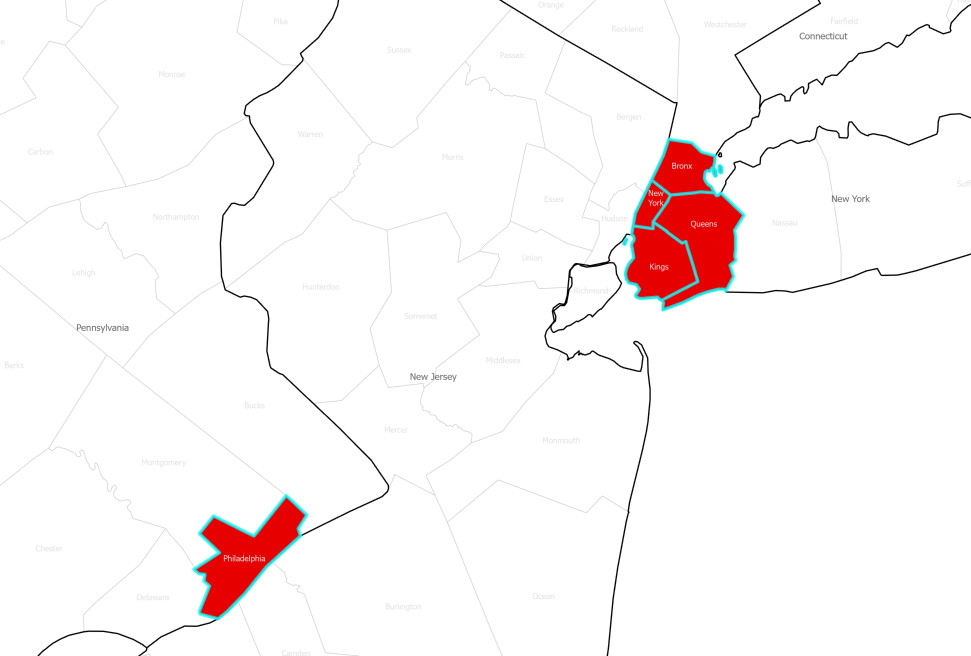 Orange
Pike
Fairfield
Westchester
Rockland
Connecticut
Sussex
Passaic
Monroe
Bergen
Warren
Carbon
Morris
Bronx
New
York
Essex
New York
Northampton
Hudson
Queens
Nassau
Suff
Union
Kings
Lehigh
Hunterdon
Richmond
Somerset
Pennsylvania
Middlesex
Berks
New Jersey
Bucks
Mercer
Monmouth
Montgomery
Chester
Philadelphia
Delaware
Ocean
Burlington
Camden